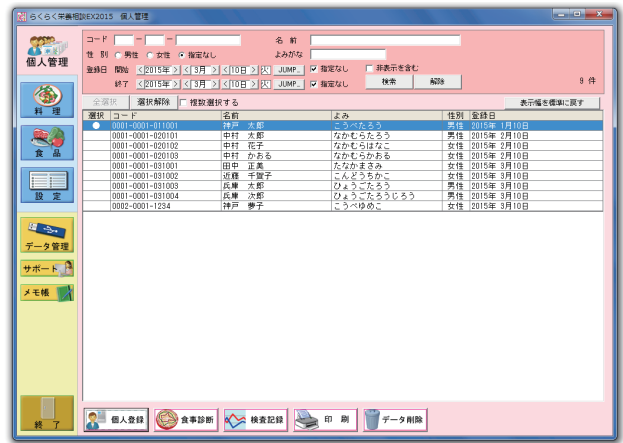 らくらく栄養相談EX2015 個人管理
個人管理
料 理
食 品
設 定
データ管理
サポート
メモ帳
終 了
コード － － 名 前
性 別 男性 女性 指定なし よみがな
登録日 開始 < 2015年 > < 3月 > < 10日 > 火 JUMP.. 指定なし 非表示を含む
終了 < 2015年 > < 3月 > < 10日 > 火 JUMP.. 指定なし 検索 解除 9 件
全選択 選択解除 複数選択する 表示幅を標準に戻す
選択 コード 名前 よみ 性別 登録日
0001-0001-011001 神戸 太郎 こうべたろう 男性 2015年 1月10日
0001-0001-020101 中村 太郎 なかむらたろう 男性 2015年 2月10日
0001-0001-020102 中村 花子 なかむらはなこ 女性 2015年 2月10日
0001-0001-020103 中村 かおる なかむらかおる 女性 2015年 2月10日
0001-0001-031001 田中 正美 たなかまさみ 女性 2015年 3月10日
0001-0001-031002 近藤 千賀子 こんどうちかこ 女性 2015年 3月10日
0001-0001-031003 兵庫 太郎 ひょうごたろう 男性 2015年 3月10日
0001-0001-031004 兵庫 次郎 ひょうごたろうじろう 男性 2015年 3月10日
0002-0001-1234 神戸 夢子 こうべゆめこ 女性 2015年 3月10日
個人登録 食事診断 検査記録 印 刷 データ削除